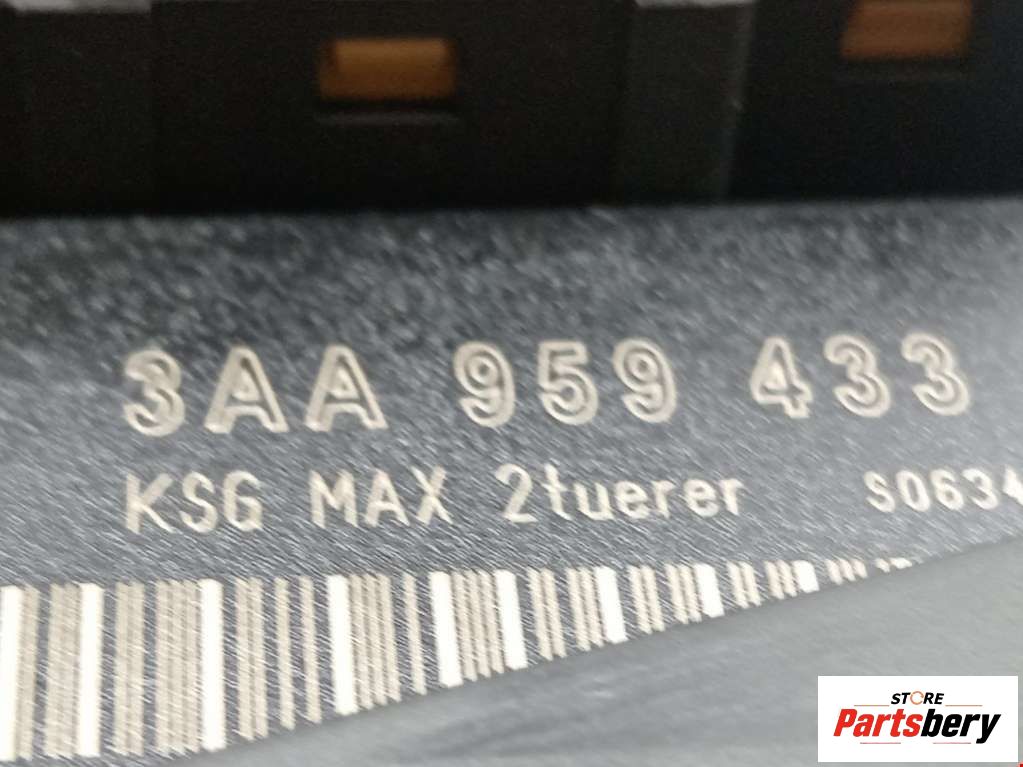 3AA 959 433
KSG MAX 2tuerer S0634
STORE
Partsbery